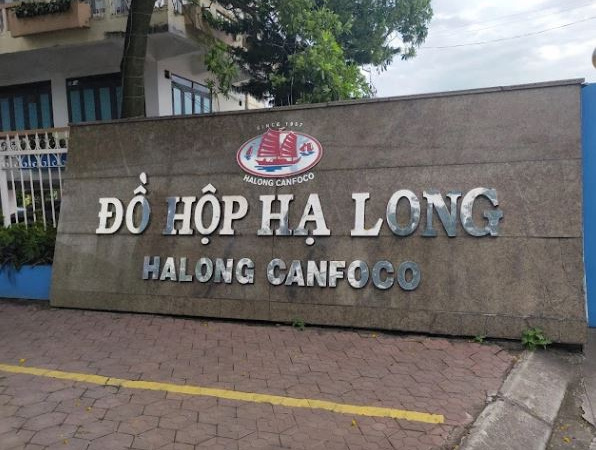 SINCE 1957
HALONG CANFOCO
ĐỒ HỘP HẠ LONG
HALONG CANFOCO